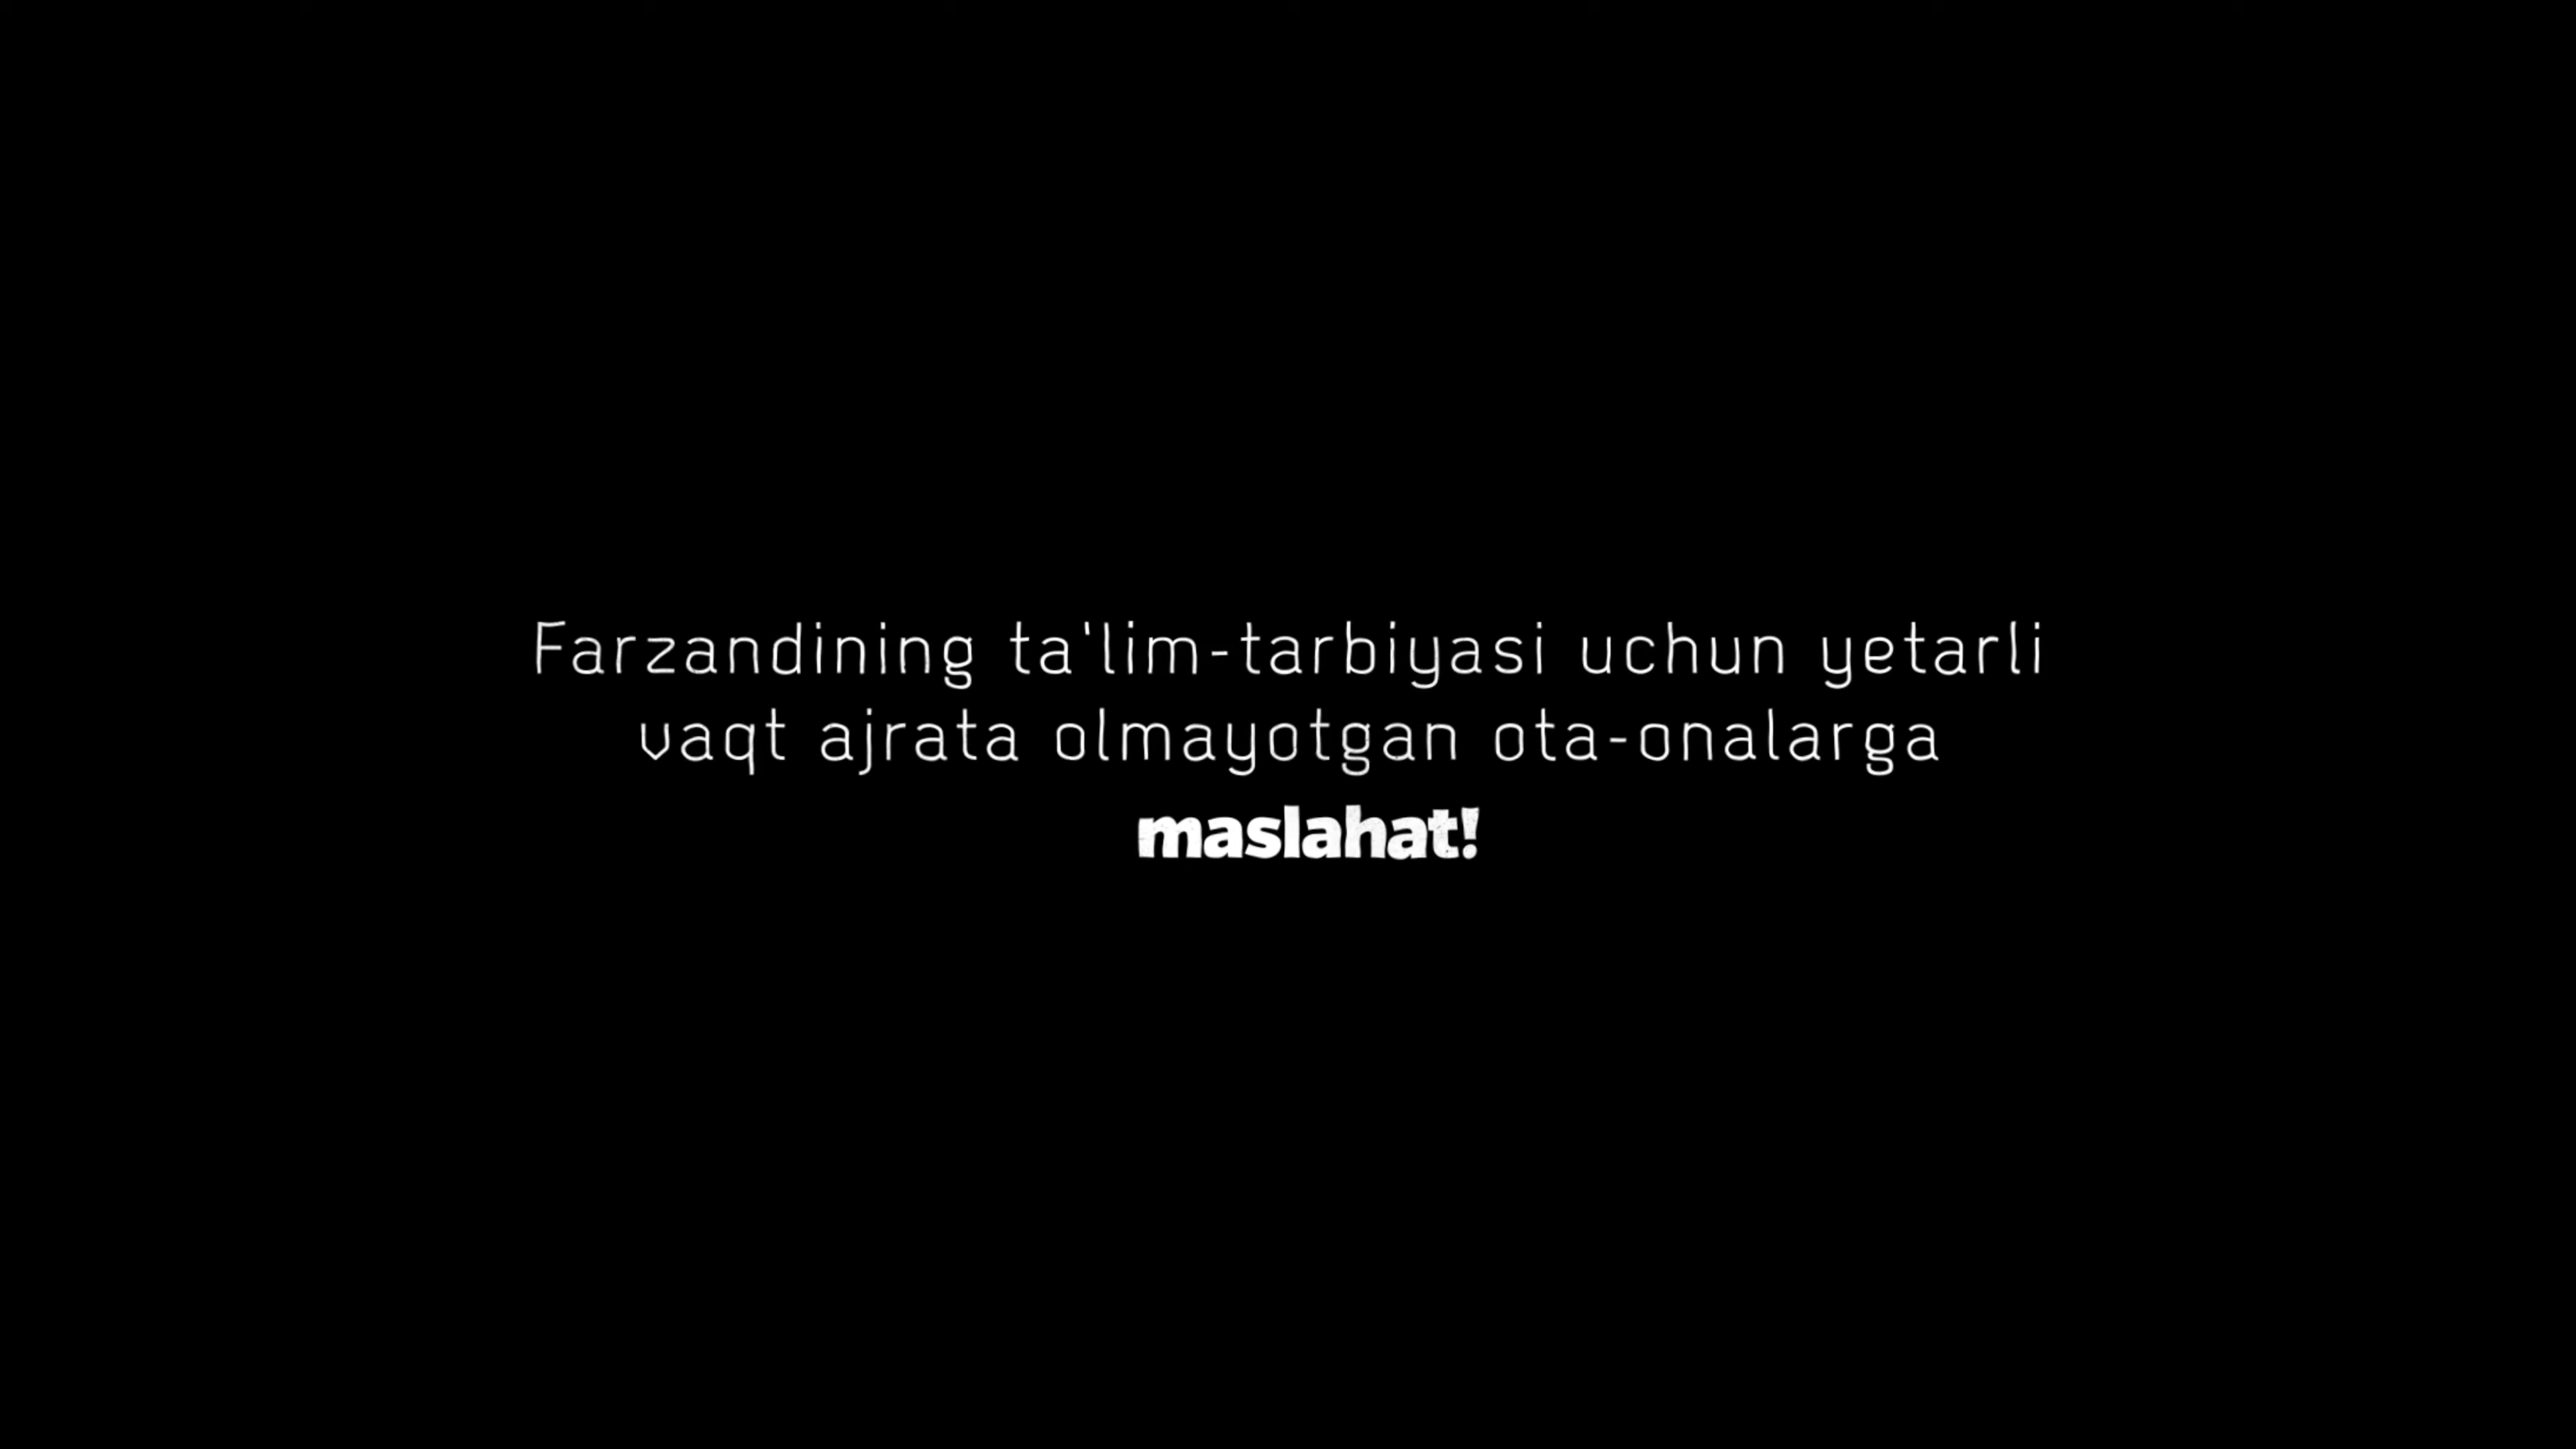 Farzandining ta'lim-tarbiyasi uchun yetarli
vaqt ajrata olmayotgan ota-onalarga
maslahat!